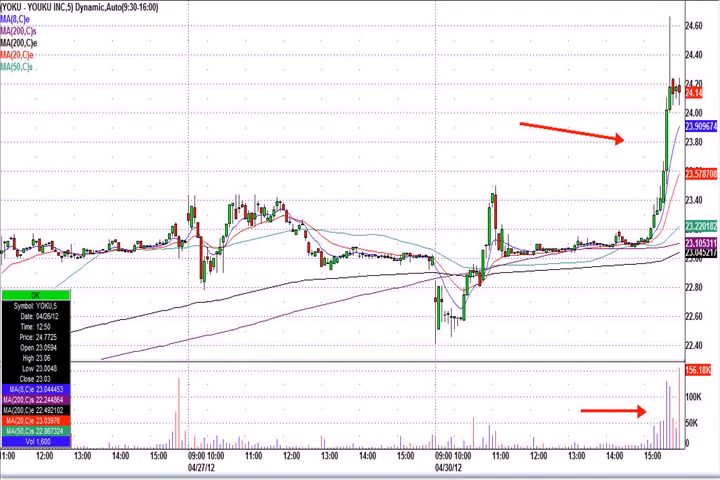 (YOKU - YOUKU INC,5) Dynamic,Auto(9:30-16:00)
MA(8,C)e
MA(200,C)s
MA(200,C)e
MA(20,C)e
MA(50,C)s
24.60
24.40
24.20
24.14
24.00
23.909674
23.80
23.578708
23.40
23.220182
23.105311
23.045217
22.80
22.60
22.40
156.18K
100K
50K
0K
OK
Symbol: YOKU,5
Date: 04/26/12
Time: 12:50
Price: 24.7725
Open 23.0594
High 23.06
Low 23.0048
Close 23.03
MA(8,C)e 23.044453
MA(200,C)s 22.244864
MA(200,C)e 22.492102
MA(20,C)e 23.03976
MA(50,C)s 22.867324
Vol 1,600
11:00 12:00 13:00 14:00 15:00 09:00 10:00 11:00 12:00 13:00 14:00 15:00 09:00 10:00 11:00 12:00 13:00 14:00 15:00
04/27/12 04/30/12